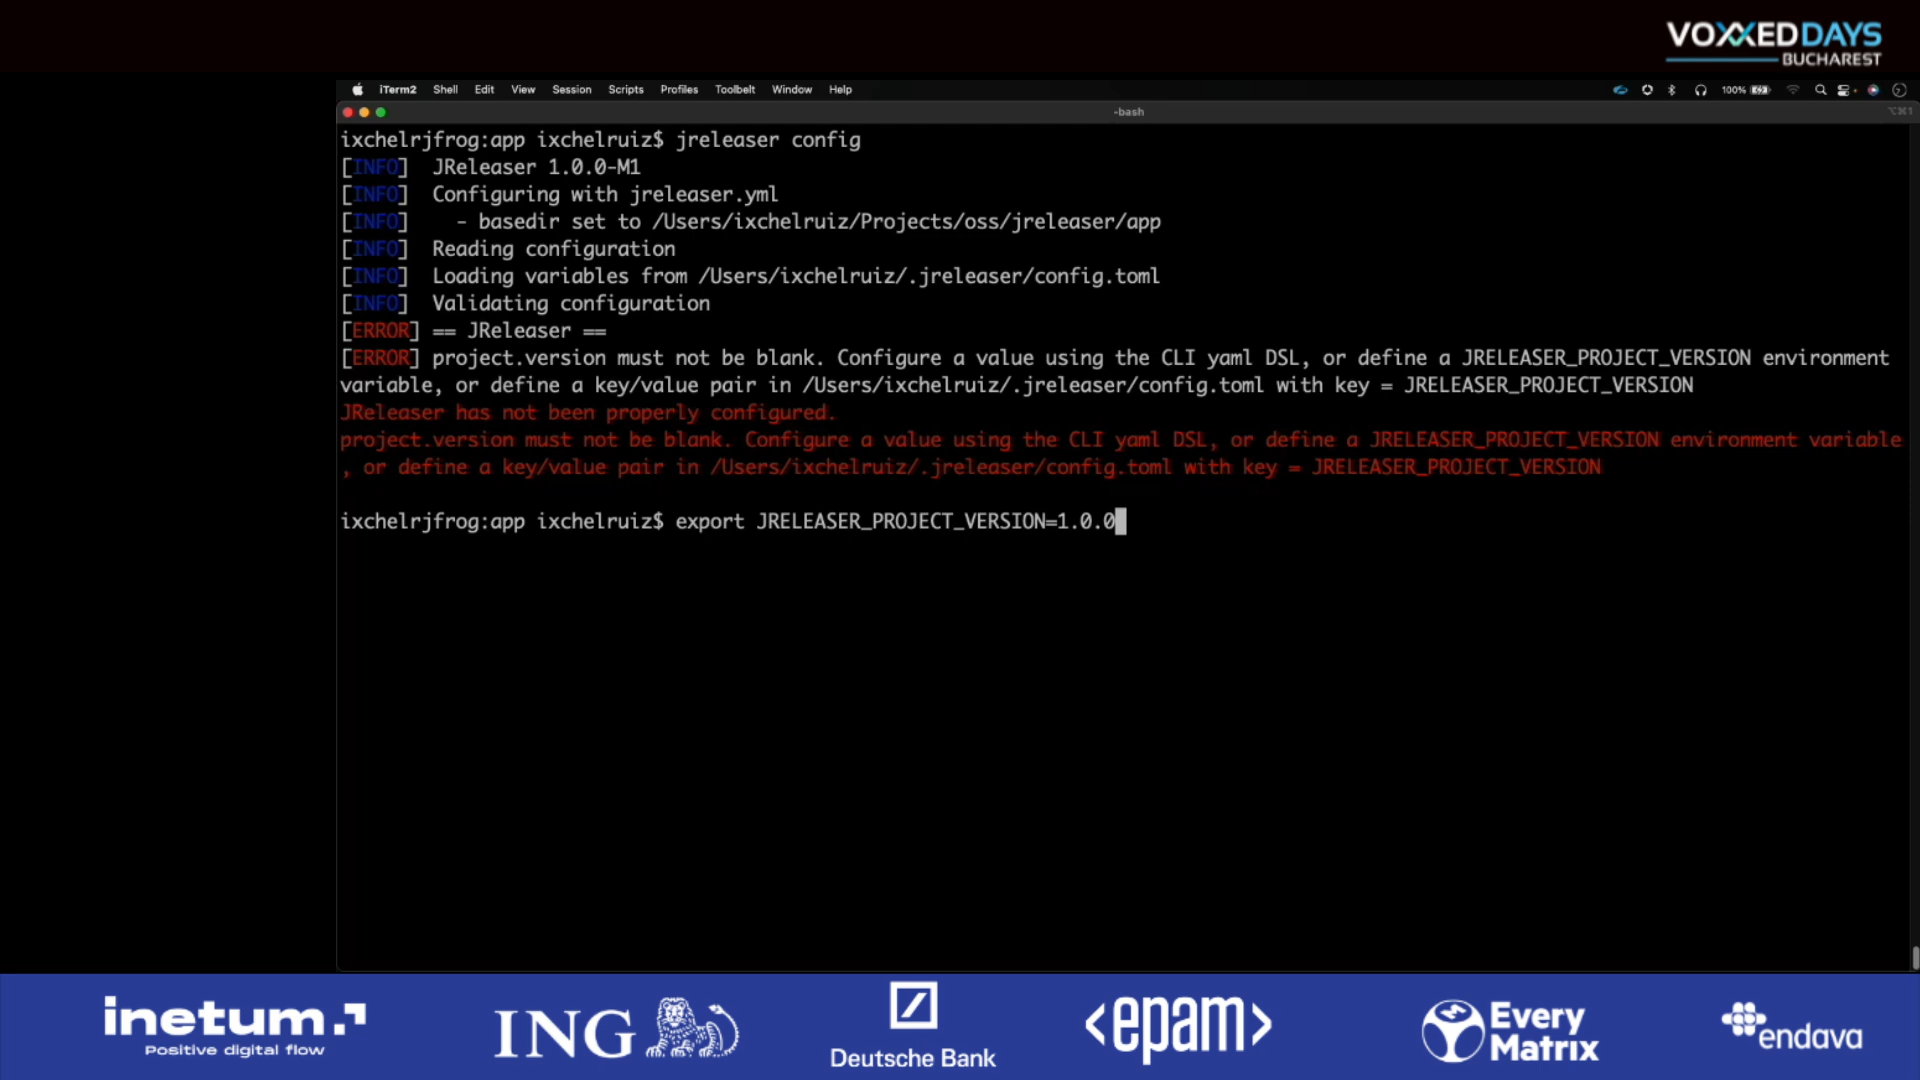 VOXXEDDAYS
BUCHAREST
iTerm2 Shell Edit View Session Scripts Profiles Toolbelt Window Help 100%
-bash
ixchelrjfrog:app ixchelruiz$ jreleaser config
[INFO] JReleaser 1.0.0-M1
[INFO] Configuring with jreleaser.yml
[INFO] - basedir set to /Users/ixchelruiz/Projects/oss/jreleaser/app
[INFO] Reading configuration
[INFO] Loading variables from /Users/ixchelruiz/.jreleaser/config.toml
[INFO] Validating configuration
[ERROR] == JReleaser ==
[ERROR] project.version must not be blank. Configure a value using the CLI yaml DSL, or define a JRELEASER_PROJECT_VERSION environment
variable, or define a key/value pair in /Users/ixchelruiz/.jreleaser/config.toml with key = JRELEASER_PROJECT_VERSION
JReleaser has not been properly configured.
project.version must not be blank. Configure a value using the CLI yaml DSL, or define a JRELEASER_PROJECT_VERSION environment variable
, or define a key/value pair in /Users/ixchelruiz/.jreleaser/config.toml with key = JRELEASER_PROJECT_VERSION
ixchelrjfrog:app ixchelruiz$ export JRELEASER_PROJECT_VERSION=1.0.0
inetum.
Positive digital flow
ING
Deutsche Bank
<epam>
Every
Matrix
endava